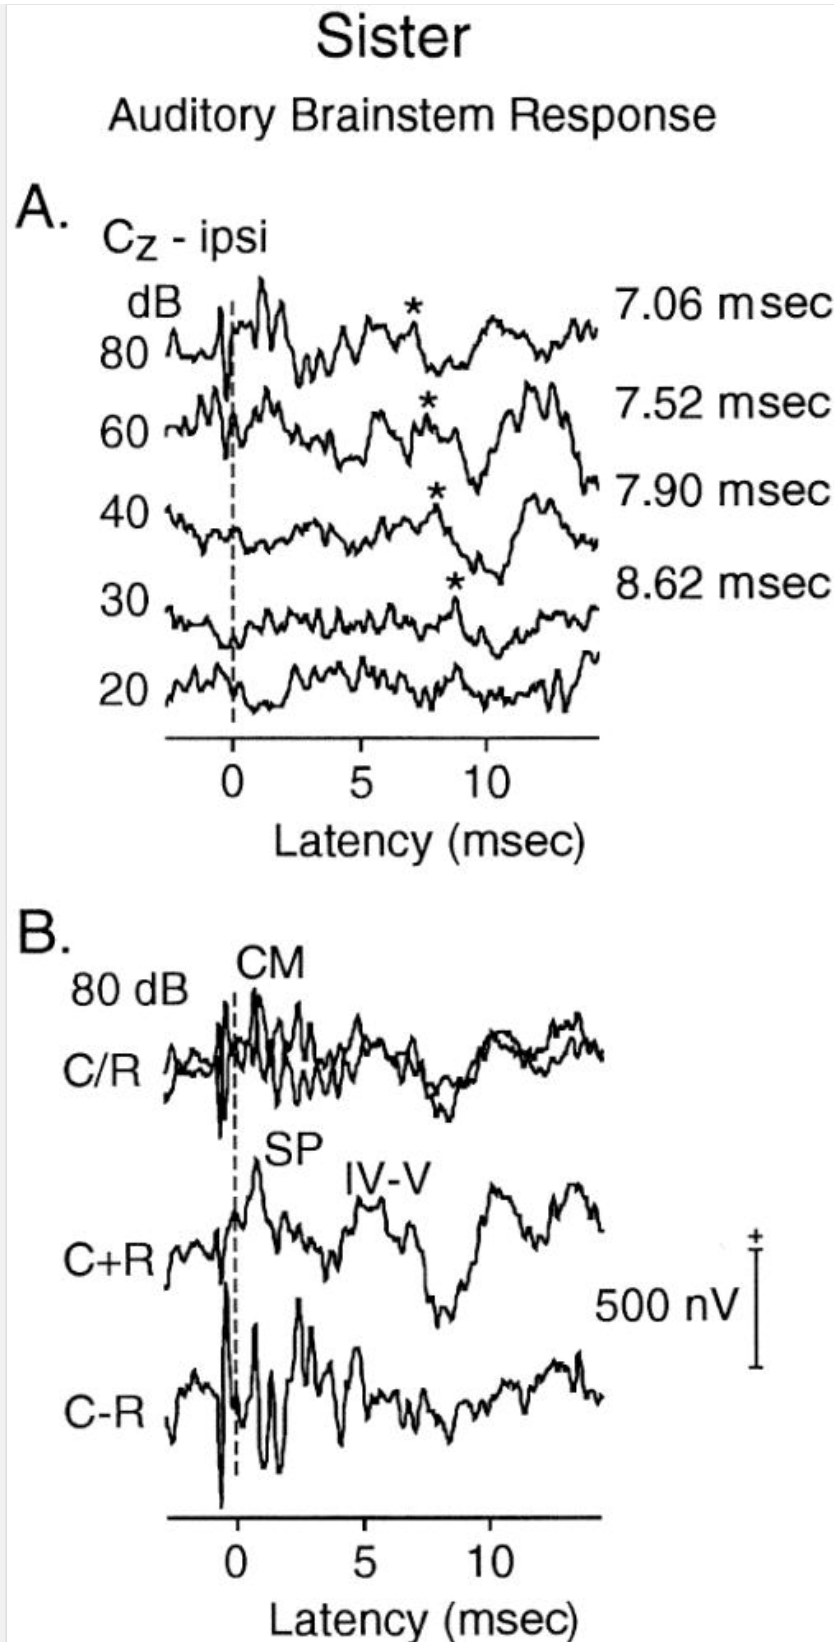 Sister
Auditory Brainstem Response
A.
Cz - ipsi
dB
80
* 7.06 msec
60
* 7.52 msec
40
* 7.90 msec
30
* 8.62 msec
20
0 5 10
Latency (msec)
B.
80 dB
CM
C/R
SP
IV-V
C+R
+
500 nV
C-R
0 5 10
Latency (msec)